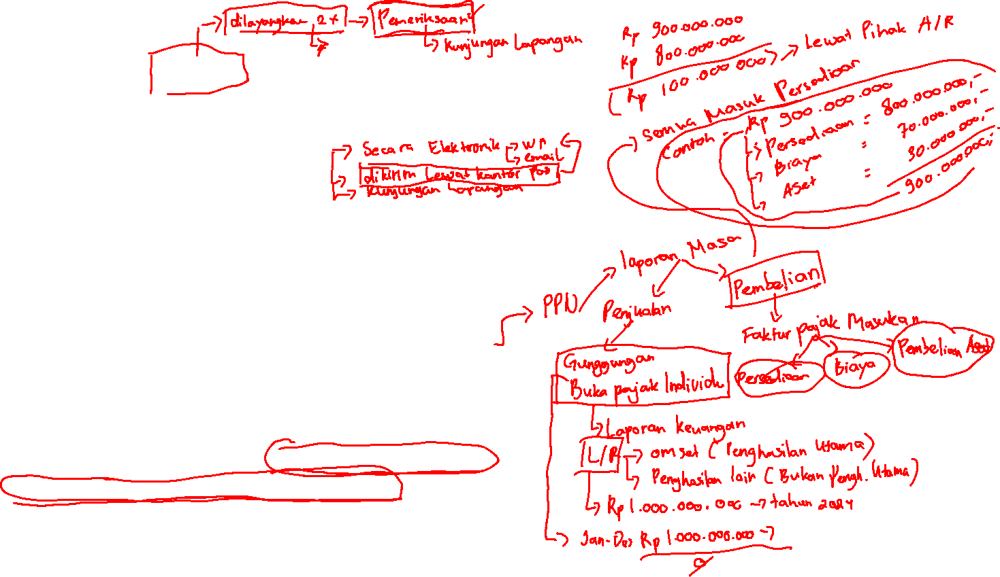 dilayangkan 2x
Pemeriksaan
Kunjungan Lapangan
Rp 900.000.000
Rp 800.000.000
Rp 100.000.000
Lewat Pihak A/R
Semua Masuk Persediaan
Contoh - Rp 900.000.000
Persediaan = 800.000.000,-
Biaya = 70.000.000,-
Aset = 30.000.000,-
900.000.000,-
Secara Elektronik
WA
email
dikirim Lewat kantor Pos
Kunjungan Lapangan
PPN
laporan Masa
Penjualan
Pembelian
Faktur pajak Masukan
Persediaan
Biaya
Pembelian Aset
Gunggungan
Buka pajak Individu
Laporan Keuangan
L/R
omset (Penghasilan Utama)
Penghasilan lain (Bukan Pengh. Utama)
Rp 1.000.000.000 → tahun 2024
Jan-Des Rp 1.000.000.000